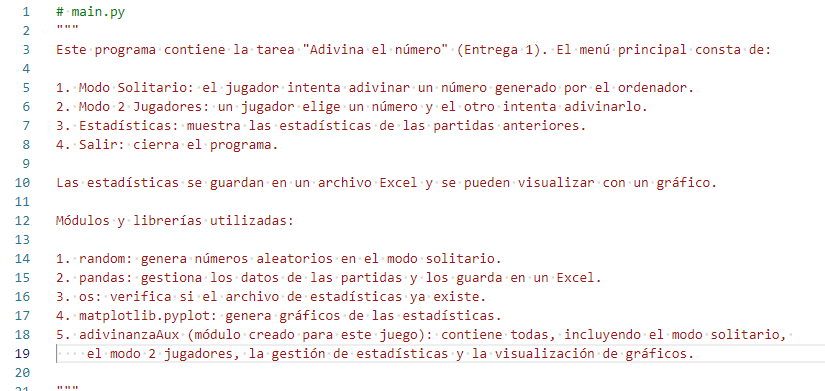 1 # main.py
2 """
3 Este programa contiene la tarea "Adivina el número" (Entrega 1). El menú principal consta de:
4
5 1. Modo Solitario: el jugador intenta adivinar un número generado por el ordenador.
6 2. Modo 2 Jugadores: un jugador elige un número y el otro intenta adivinarlo.
7 3. Estadísticas: muestra las estadísticas de las partidas anteriores.
8 4. Salir: cierra el programa.
9
10 Las estadísticas se guardan en un archivo Excel y se pueden visualizar con un gráfico.
11
12 Módulos y librerías utilizadas:
13
14 1. random: genera números aleatorios en el modo solitario.
15 2. pandas: gestiona los datos de las partidas y los guarda en un Excel.
16 3. os: verifica si el archivo de estadísticas ya existe.
17 4. matplotlib.pyplot: genera gráficos de las estadísticas.
18 5. adivinanzaAux (módulo creado para este juego): contiene todas, incluyendo el modo solitario,
19 el modo 2 jugadores, la gestión de estadísticas y la visualización de gráficos.
20
21 """